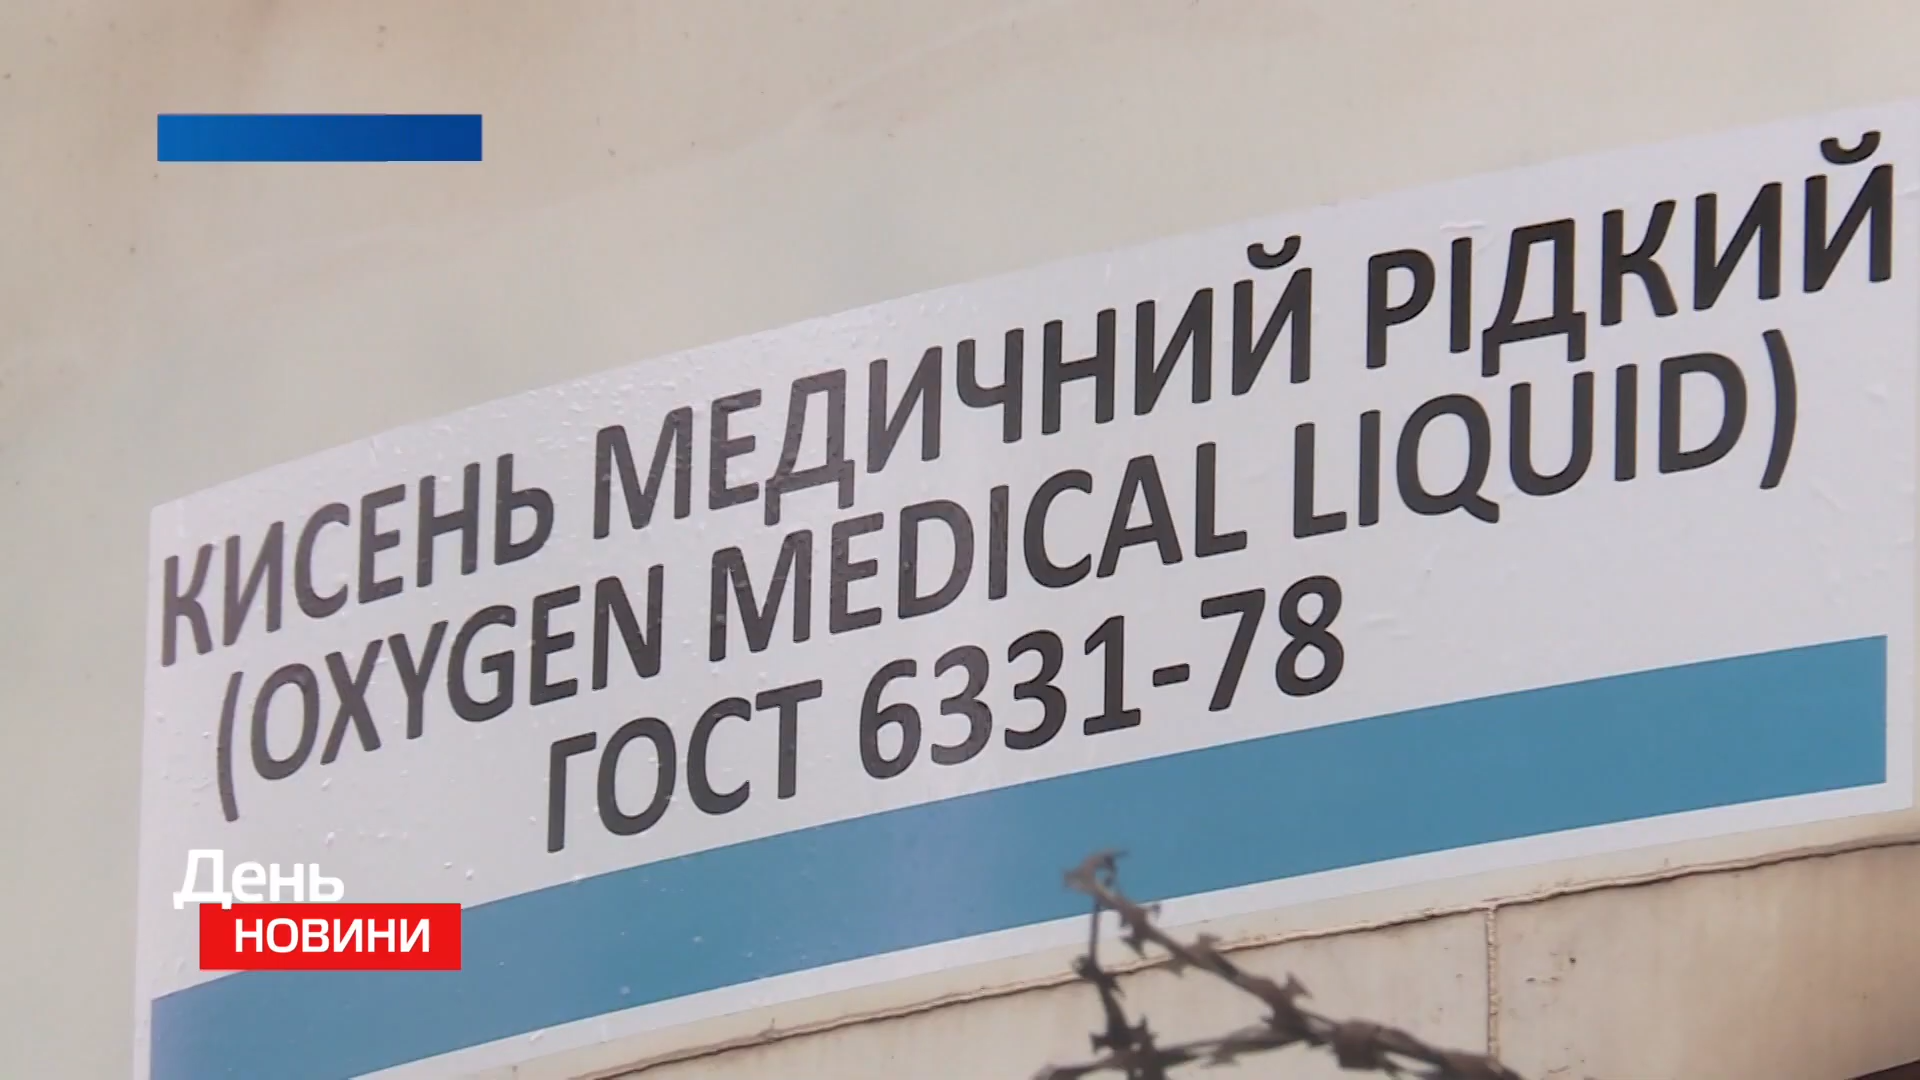 КИСЕНЬ МЕДИЧНИЙ РІДКИЙ
(OXYGEN MEDICAL LIQUID)
ГОСТ 6331-78
День
НОВИНИ